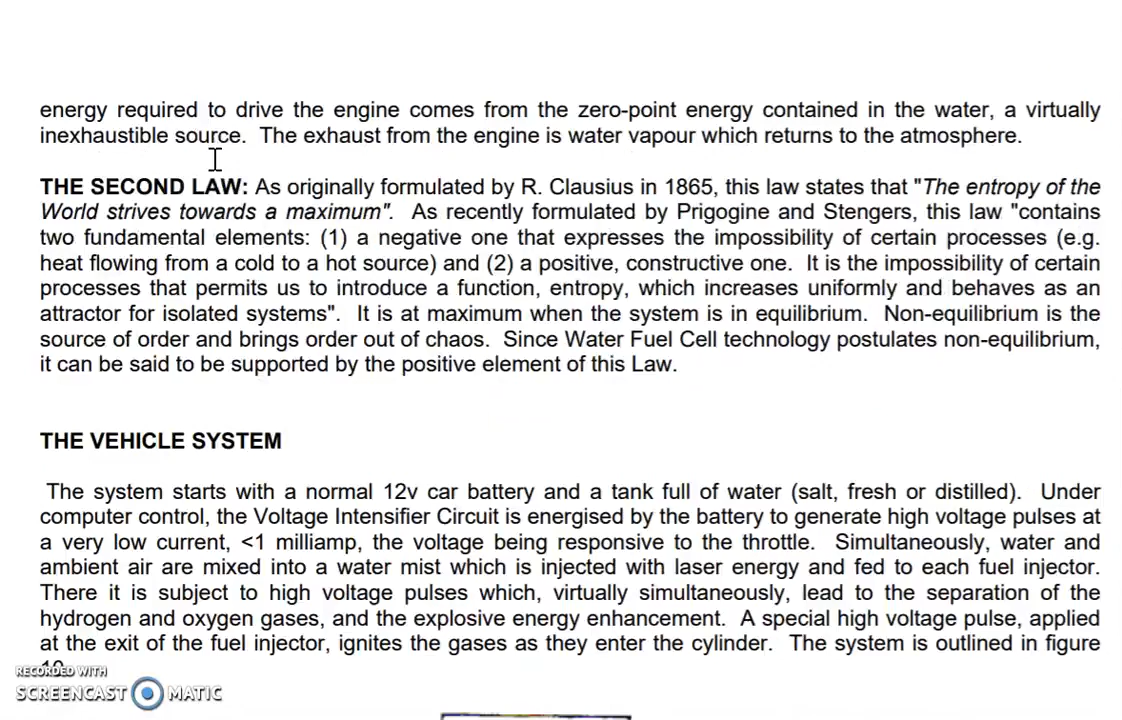 energy required to drive the engine comes from the zero-point energy contained in the water, a virtually
inexhaustible source. The exhaust from the engine is water vapour which returns to the atmosphere.
THE SECOND LAW: As originally formulated by R. Clausius in 1865, this law states that "The entropy of the
World strives towards a maximum". As recently formulated by Prigogine and Stengers, this law "contains
two fundamental elements: (1) a negative one that expresses the impossibility of certain processes (e.g.
heat flowing from a cold to a hot source) and (2) a positive, constructive one. It is the impossibility of certain
processes that permits us to introduce a function, entropy, which increases uniformly and behaves as an
attractor for isolated systems". It is at maximum when the system is in equilibrium. Non-equilibrium is the
source of order and brings order out of chaos. Since Water Fuel Cell technology postulates non-equilibrium,
it can be said to be supported by the positive element of this Law.
THE VEHICLE SYSTEM
The system starts with a normal 12v car battery and a tank full of water (salt, fresh or distilled). Under
computer control, the Voltage Intensifier Circuit is energised by the battery to generate high voltage pulses at
a very low current, <1 milliamp, the voltage being responsive to the throttle. Simultaneously, water and
ambient air are mixed into a water mist which is injected with laser energy and fed to each fuel injector.
There it is subject to high voltage pulses which, virtually simultaneously, lead to the separation of the
hydrogen and oxygen gases, and the explosive energy enhancement. A special high voltage pulse, applied
at the exit of the fuel injector, ignites the gases as they enter the cylinder. The system is outlined in figure
RECORDED WITH
SCREENCAST MATIC